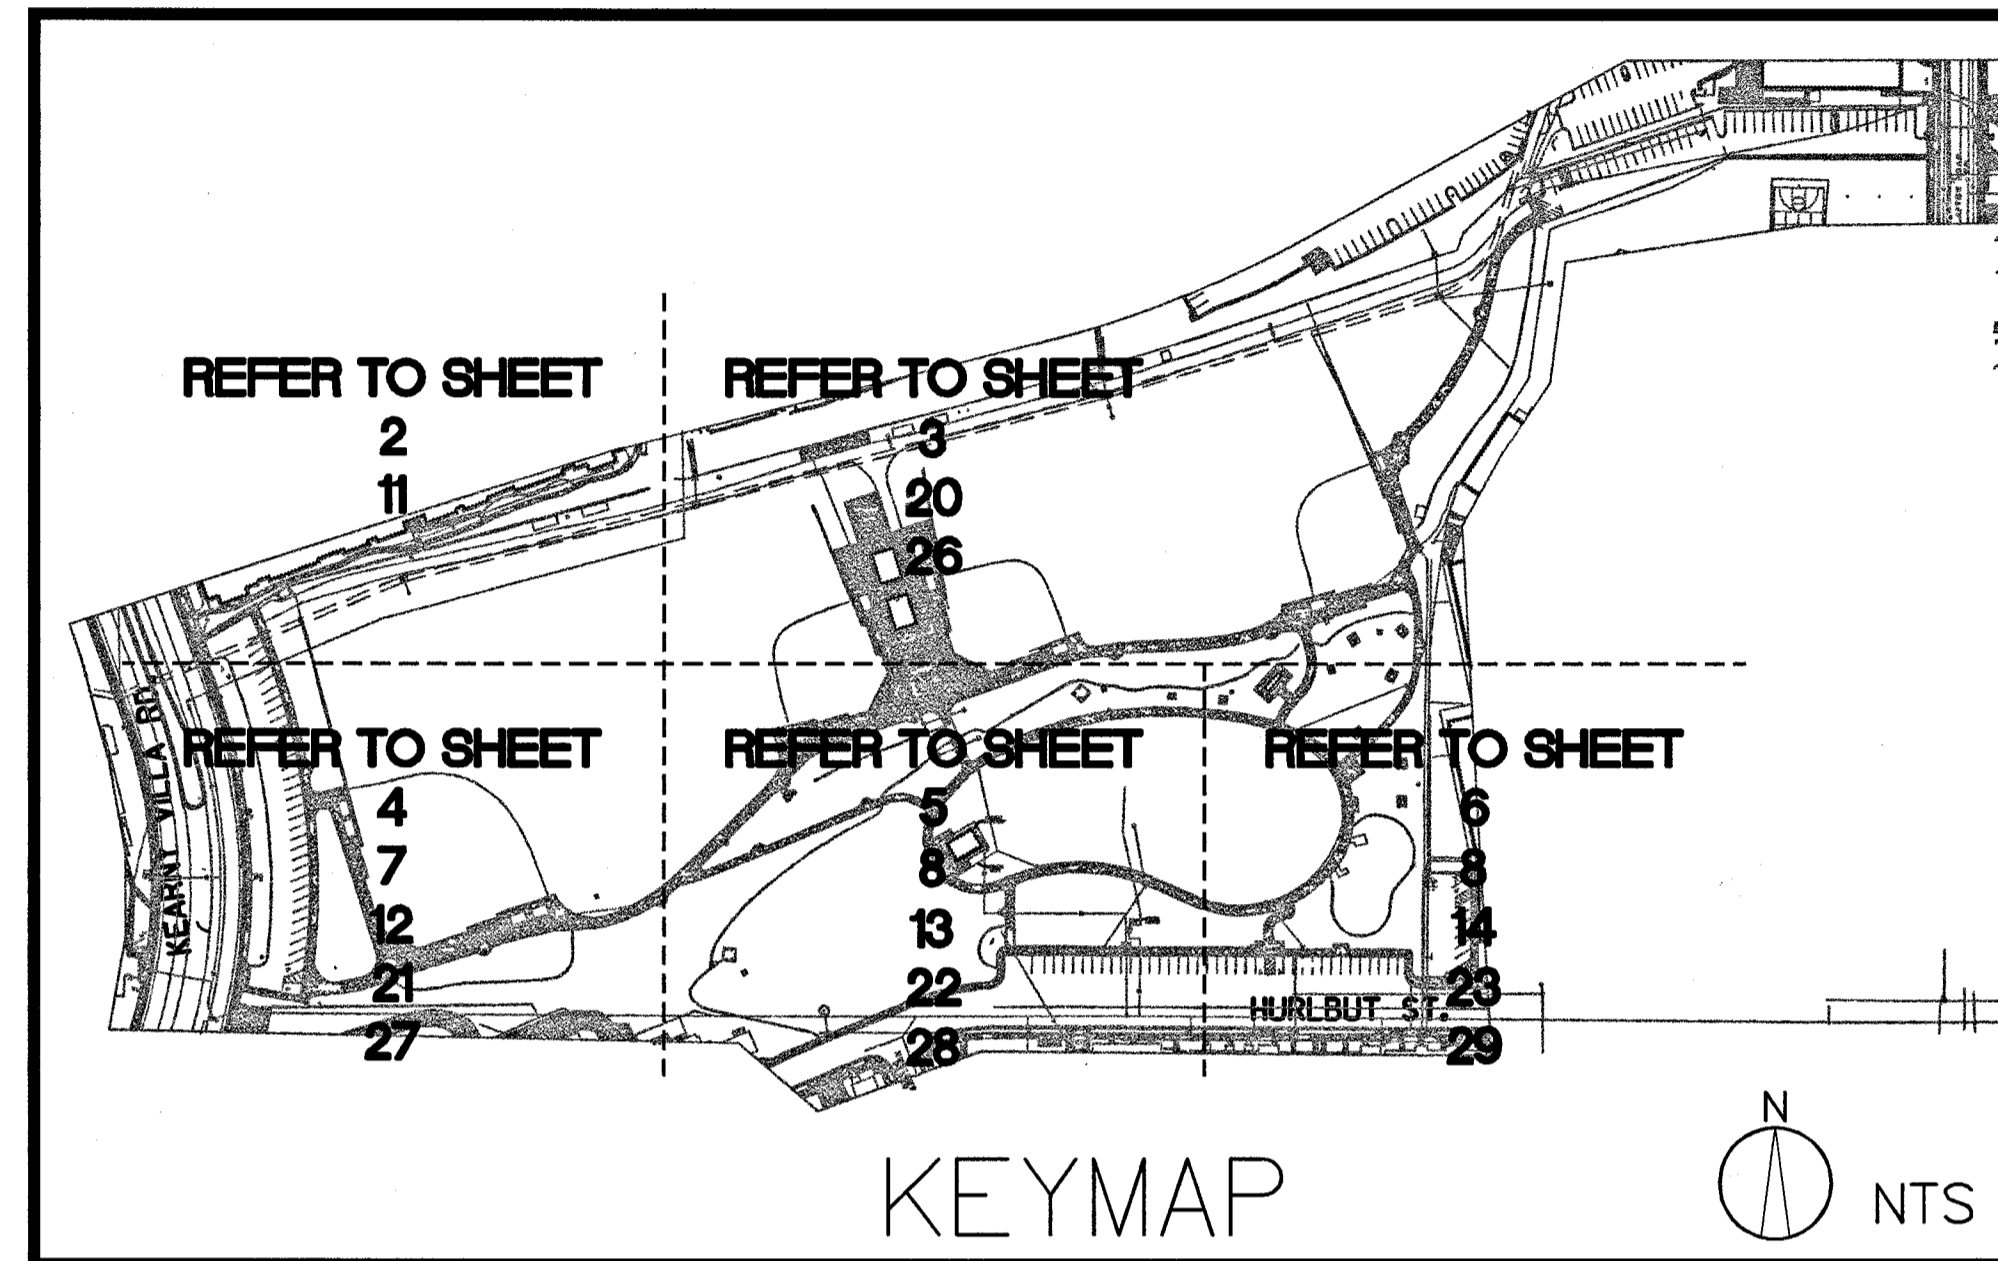 REFER TO SHEET
2
11
REFER TO SHEET
3
20
26
KEARNY VILLA RD.
REFER TO SHEET
4
7
12
21
27
REFER TO SHEET
5
8
13
22
28
REFER TO SHEET
6
8
14
23
29
HURLBUT ST.
KEYMAP
N
NTS